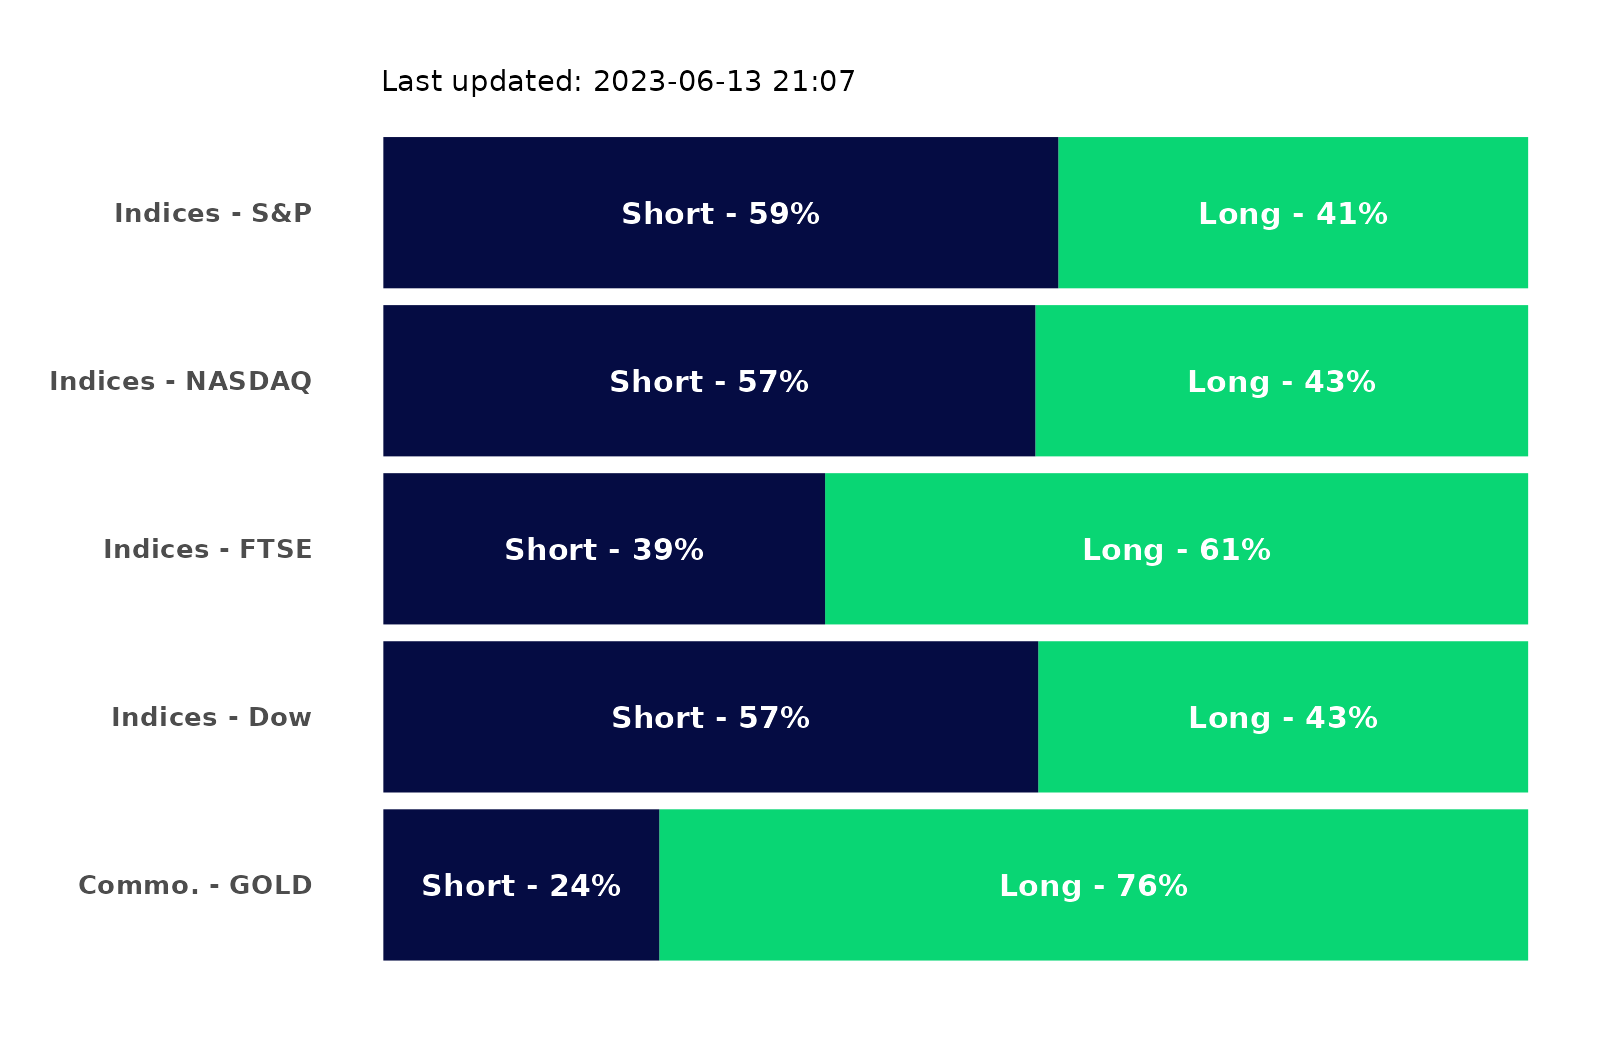 Last updated: 2023-06-13 21:07
Indices - S&P Short - 59% Long - 41%
Indices - NASDAQ Short - 57% Long - 43%
Indices - FTSE Short - 39% Long - 61%
Indices - Dow Short - 57% Long - 43%
Commo. - GOLD Short - 24% Long - 76%